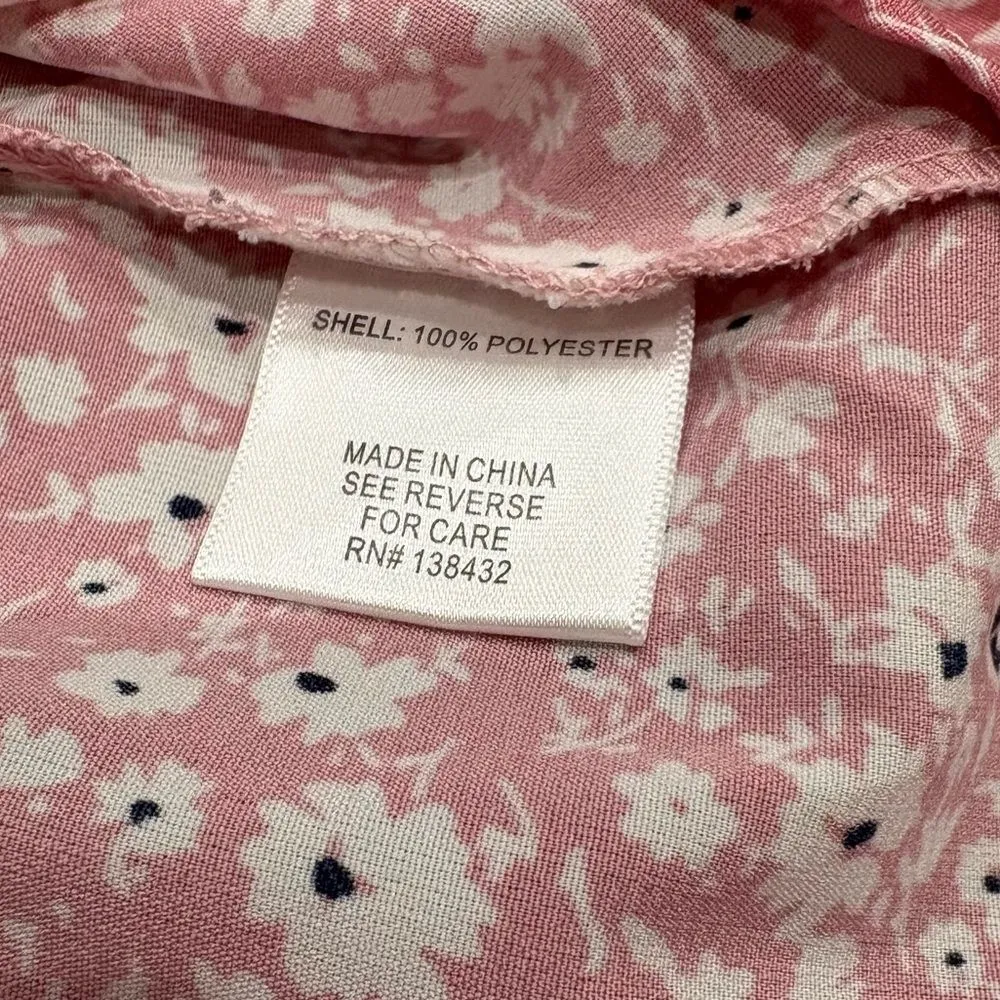 SHELL: 100% POLYESTER
MADE IN CHINA
SEE REVERSE
FOR CARE
RN# 138432